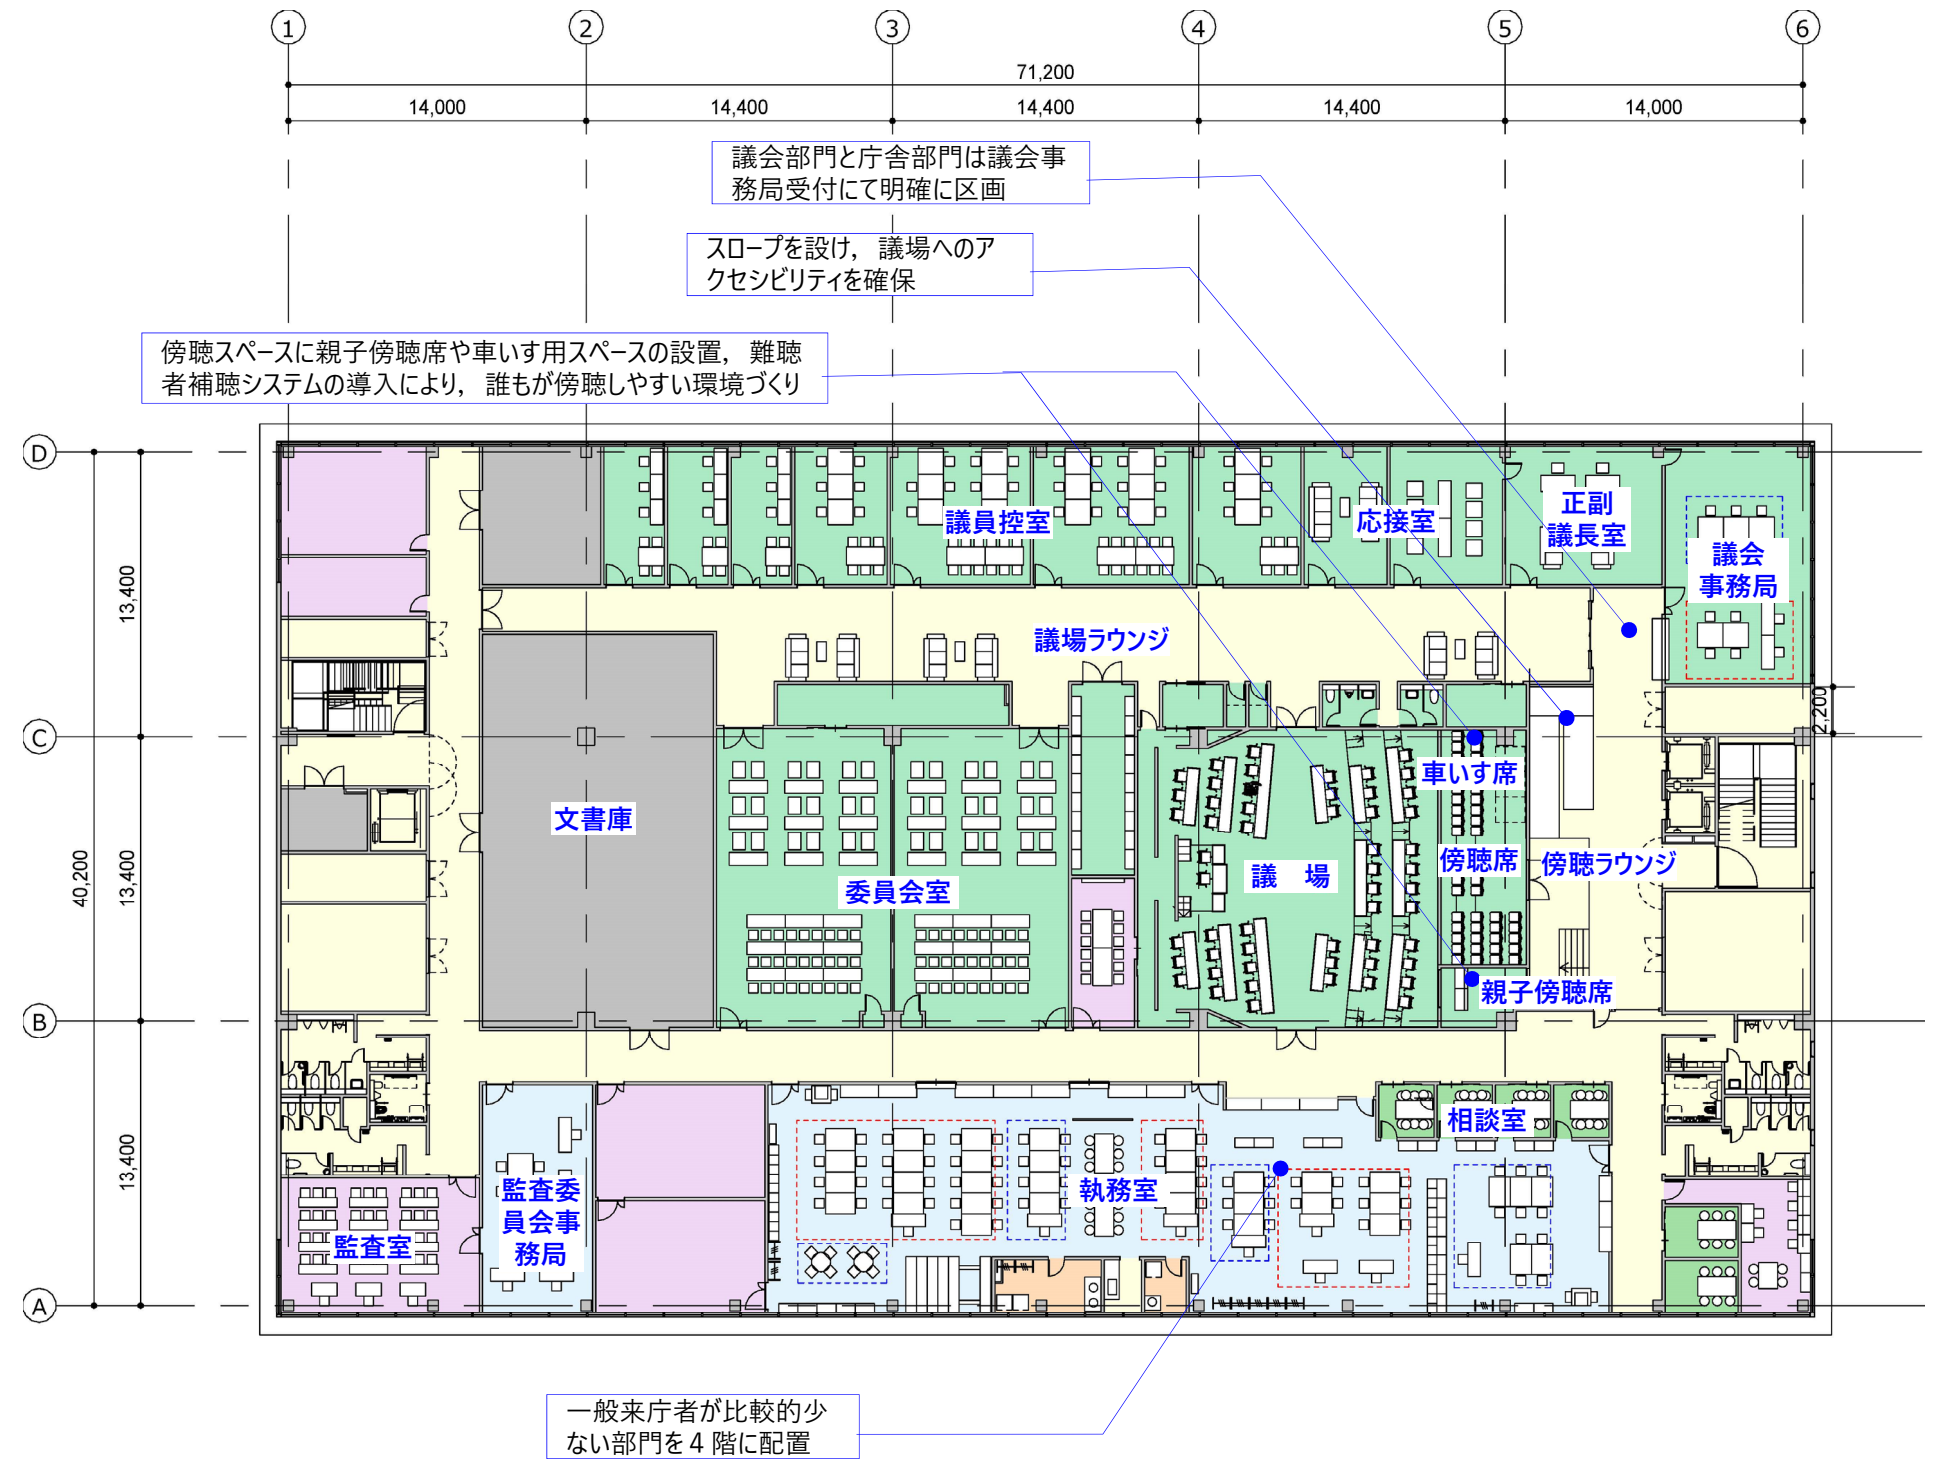 1
2
3
4
5
6
71,200
14,000
14,400
14,400
14,400
14,000
議会部門と庁舎部門は議会事
務局受付にて明確に区画
スロープを設け，議場へのア
クセシビリティを確保
傍聴スペースに親子傍聴席や車いす用スペースの設置，難聴
者補聴システムの導入により，誰もが傍聴しやすい環境づくり
D
C
B
A
13,400
13,400
13,400
40,200
2,200
議員控室
応接室
正副
議長室
議会
事務局
議場ラウンジ
文書庫
委員会室
議　場
車いす席
傍聴席
傍聴ラウンジ
親子傍聴席
相談室
監査室
監査委
員会事
務局
執務室
一般来庁者が比較的少
ない部門を４階に配置